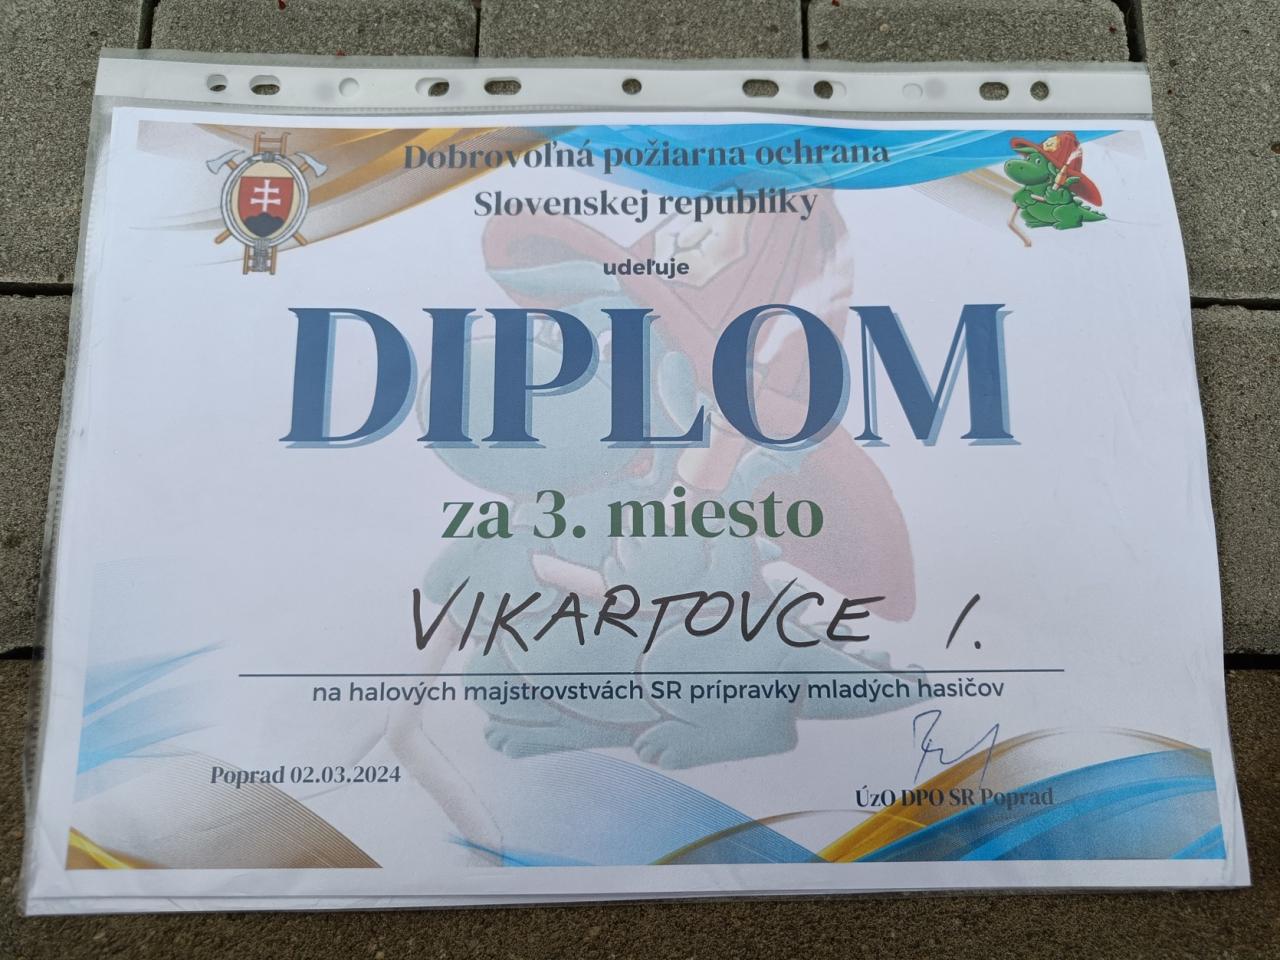 Dobrovoľná požiarna ochrana
Slovenskej republiky
udeľuje
DIPLOM
za 3. miesto
VIKARTOVCE I.
na halových majstrovstvách SR prípravky mladých hasičov
Poprad 02.03.2024
ÚzO DPO SR Poprad